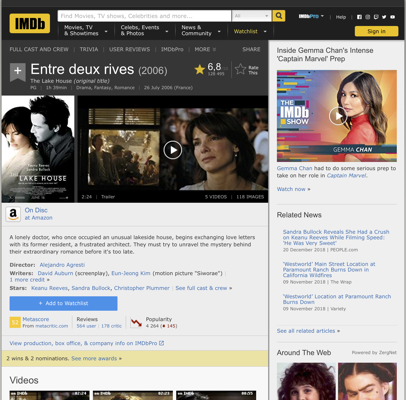 IMDb
Find Movies, TV shows, Celebrities and more...
All
IMDbPro
Help
Movies, TV & Showtimes
Celebs, Events & Photos
News & Community
Watchlist
Sign in
FULL CAST AND CREW | TRIVIA | USER REVIEWS | IMDbPro | MORE
SHARE
Entre deux rives (2006)
The Lake House (original title)
PG | 1h 39min | Drama, Fantasy, Romance | 26 July 2006 (France)
6,8
Rate This
LAKE HOUSE
2:24 | Trailer
5 VIDEOS | 118 IMAGES
On Disc
at Amazon
A lonely doctor, who once occupied an unusual lakeside house, begins exchanging love letters with its former resident, a frustrated architect. They must try to unravel the mystery behind their extraordinary romance before it's too late.
Director: Alejandro Agresti
Writers: David Auburn (screenplay), Eun-Jeong Kim (motion picture "Siworae") | 1 more credit »
Stars: Keanu Reeves, Sandra Bullock, Christopher Plummer | See full cast & crew »
+ Add to Watchlist
Metascore
From metacritic.com
Reviews
564 user | 178 critic
Popularity
View production, box office, & company info on IMDbPro
2 wins & 2 nominations. See more awards »
Videos
Inside Gemma Chan's Intense 'Captain Marvel' Prep
THE IMDb SHOW
GEMMA CHAN
Gemma Chan had to do some serious prep to take on her role in Captain Marvel.
Watch now »
Related News
Sandra Bullock Reveals She Had a Crush on Keanu Reeves While Filming Speed: 'He Was Very Sweet'
20 December 2018 | PEOPLE.com
'Westworld' Main Street Location at Paramount Ranch Burns Down in California Wildfires
09 November 2018 | The Wrap
'Westworld' Location at Paramount Ranch Burns Down
09 November 2018 | Variety
See all related articles »
Around The Web
Powered by ZergNet